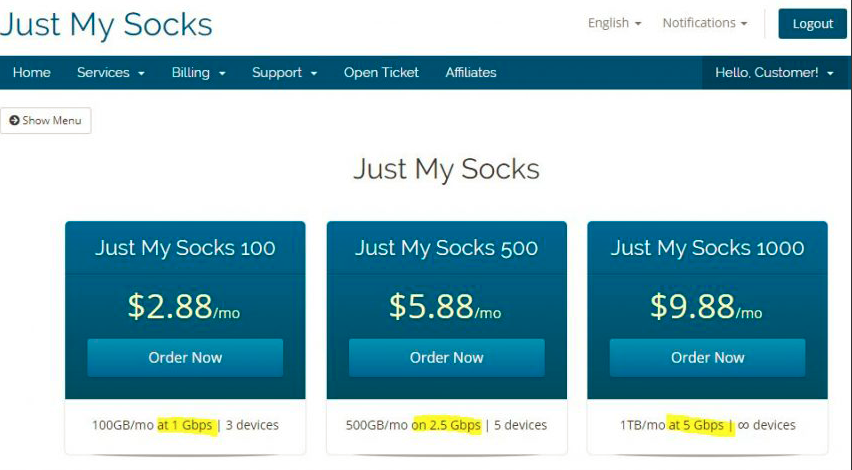 Just My Socks
English Notifications Logout
Home Services Billing Support Open Ticket Affiliates Hello, Customer!
Show Menu
Just My Socks
Just My Socks 100 Just My Socks 500 Just My Socks 1000
$2.88/mo $5.88/mo $9.88/mo
Order Now Order Now Order Now
100GB/mo at 1 Gbps | 3 devices 500GB/mo on 2.5 Gbps | 5 devices 1TB/mo at 5 Gbps | ∞ devices